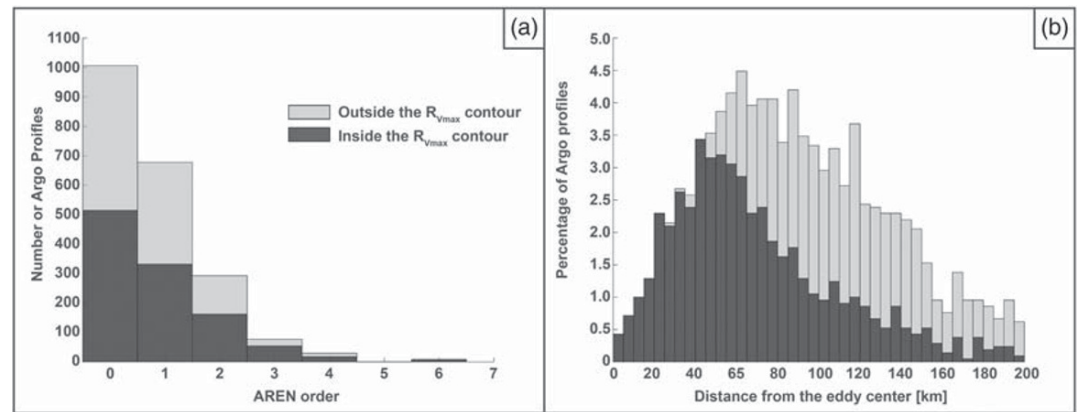 (a)
Number or Argo Proifles
1100
1000
900
800
700
600
500
400
300
200
100
0
Outside the RVmax contour
Inside the RVmax contour
0 1 2 3 4 5 6 7
AREN order
(b)
Percentage of Argo profiles
5.0
4.5
4.0
3.5
3.0
2.5
2.0
1.5
1.0
0.5
0
0 20 40 65 80 100 120 140 160 180 200
Distance from the eddy center [km]